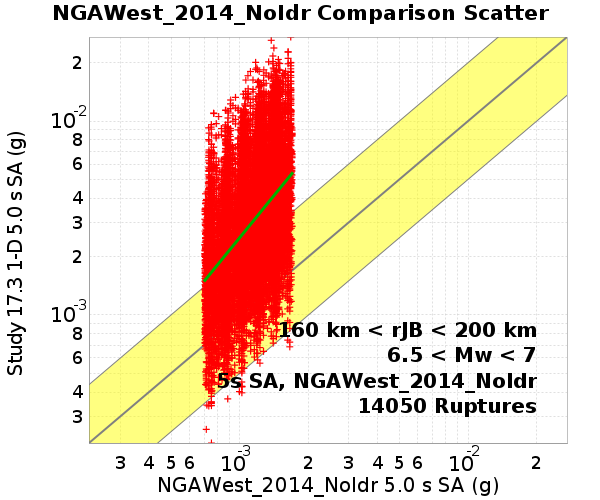 NGAWest_2014_NoIdr Comparison Scatter
Study 17.3 1-D 5.0 s SA (g)
2
10-2
8
6
4
3
2
10-3
8
6
4
3
160 km < rJB < 200 km
6.5 < Mw < 7
5s SA, NGAWest_2014_NoIdr
14050 Ruptures
3 4 5 6 10-3 2 3 4 5 6 10-2 2
NGAWest_2014_NoIdr 5.0 s SA (g)